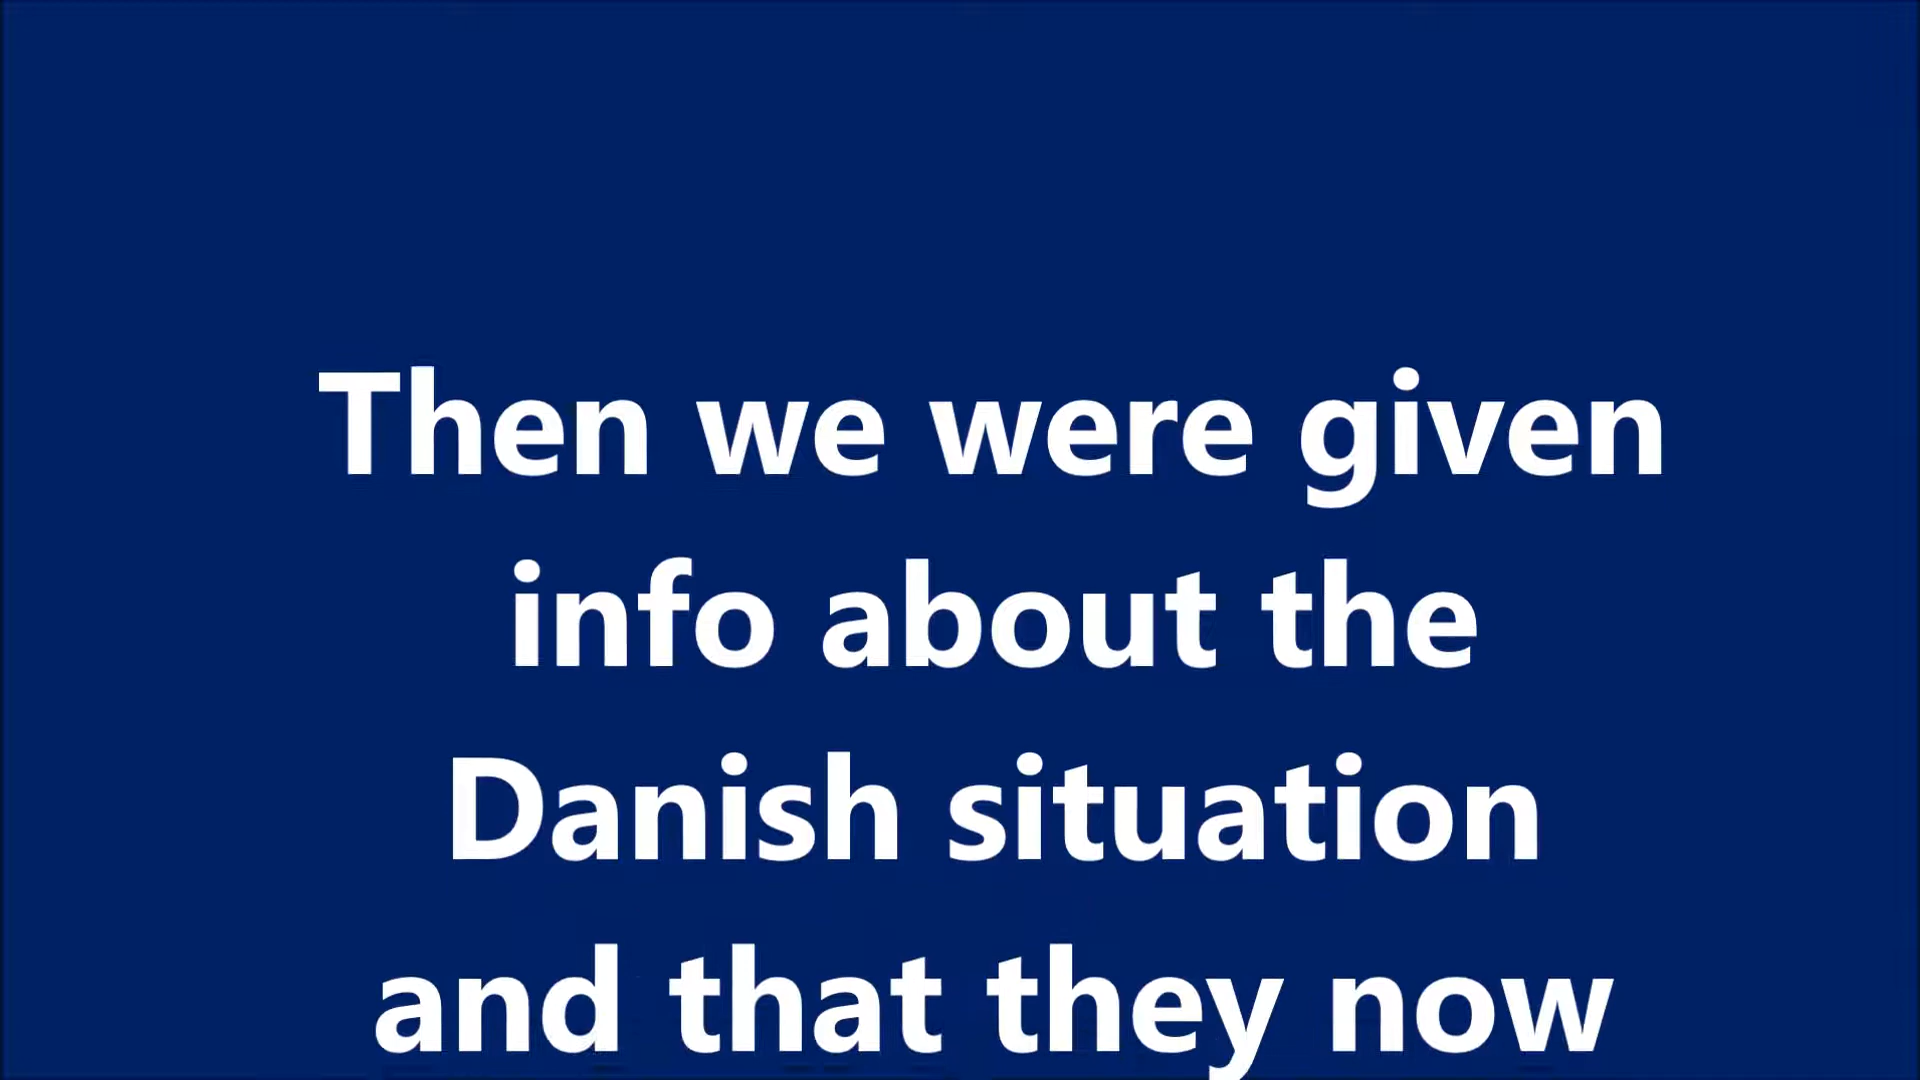 Then we were given
info about the
Danish situation
and that they now